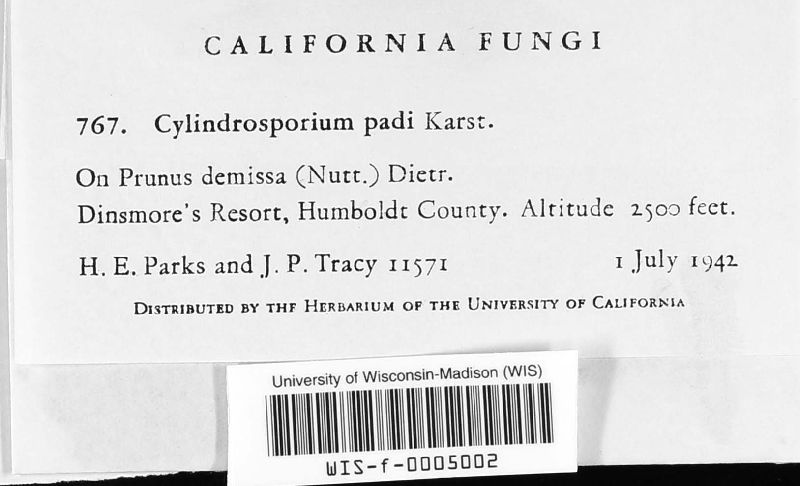 CALIFORNIA FUNGI
767. Cylindrosporium padi Karst.
On Prunus demissa (Nutt.) Dietr.
Dinsmore's Resort, Humboldt County. Altitude 2500 feet.
H. E. Parks and J. P. Tracy 11571 1 July 1942
DISTRIBUTED BY THE HERBARIUM OF THE UNIVERSITY OF CALIFORNIA
University of Wisconsin-Madison (WIS)
WIS-f-0005002